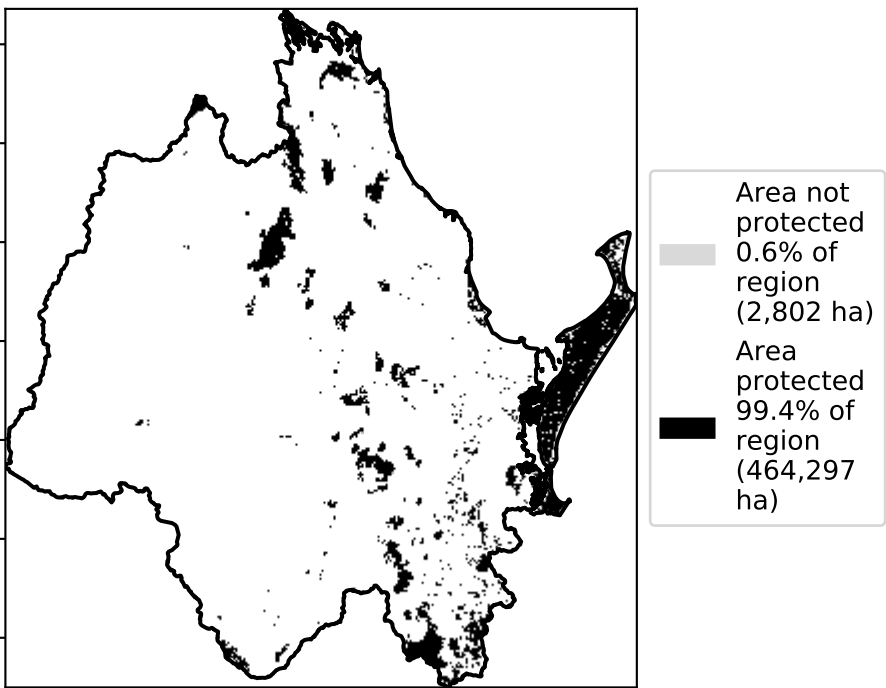 Area not
protected
0.6% of
region
(2,802 ha)
Area
protected
99.4% of
region
(464,297
ha)